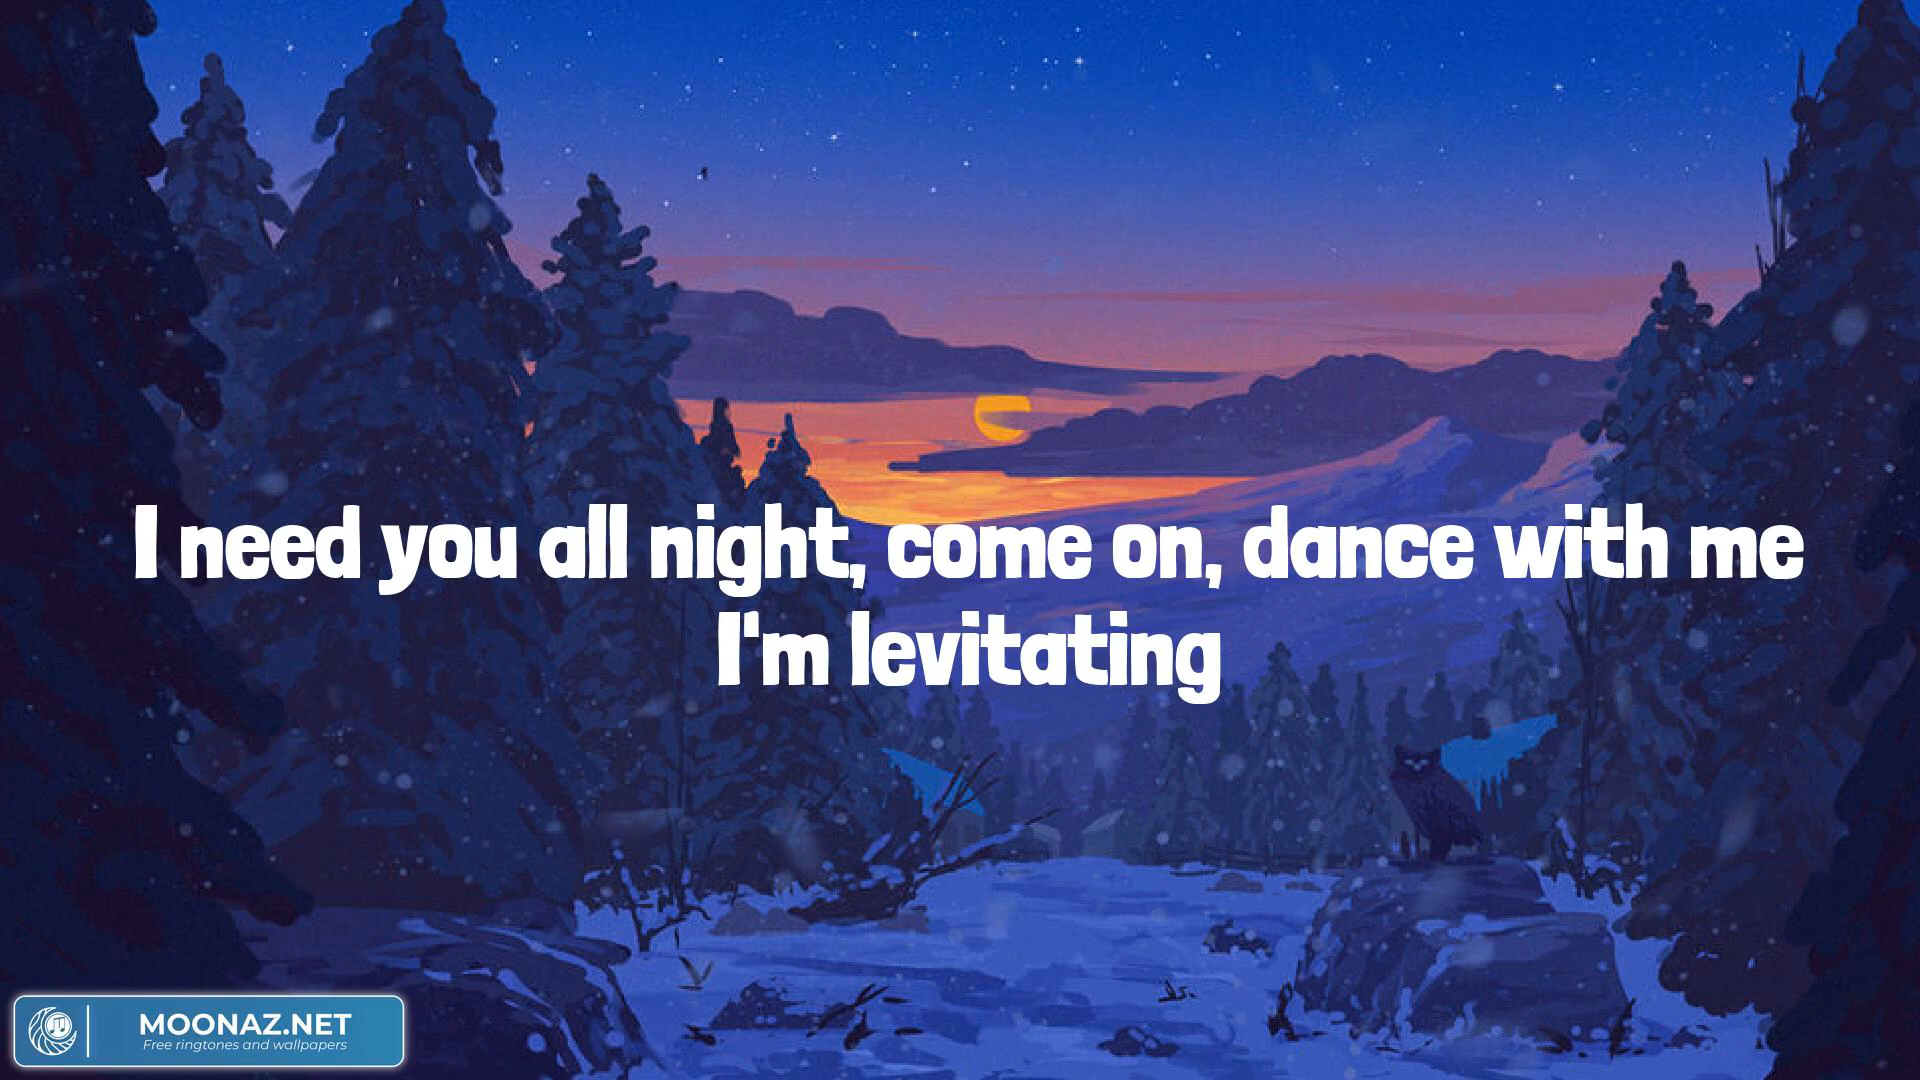 I need you all night, come on, dance with me
I'm levitating
MOONAZ.NET
Free ringtones and wallpapers